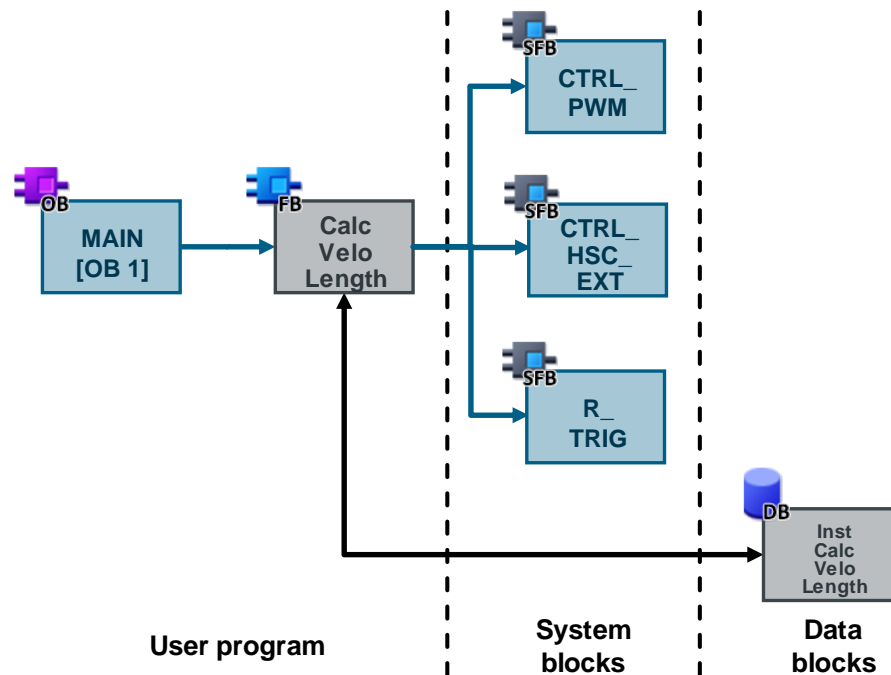 SFB
CTRL_
PWM
OB
MAIN
[OB 1]
FB
Calc
Velo
Length
SFB
CTRL_
HSC_
EXT
SFB
R_
TRIG
DB
Inst
Calc
Velo
Length
User program
System
blocks
Data
blocks